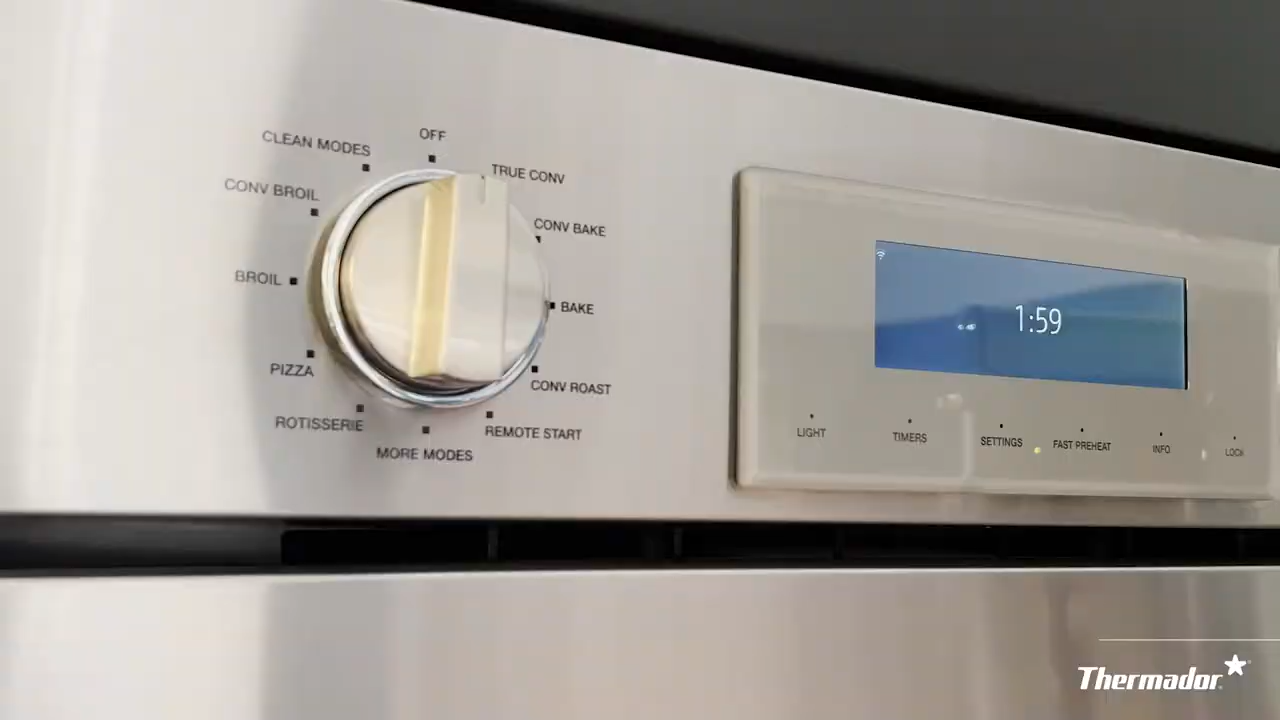 OFF
CLEAN MODES
TRUE CONV
CONV BROIL
CONV BAKE
BROIL
BAKE
PIZZA
CONV ROAST
ROTISSERIE
REMOTE START
MORE MODES
1:59
LIGHT
TIMERS
SETTINGS
FAST PREHEAT
INFO
LOCK
Thermador